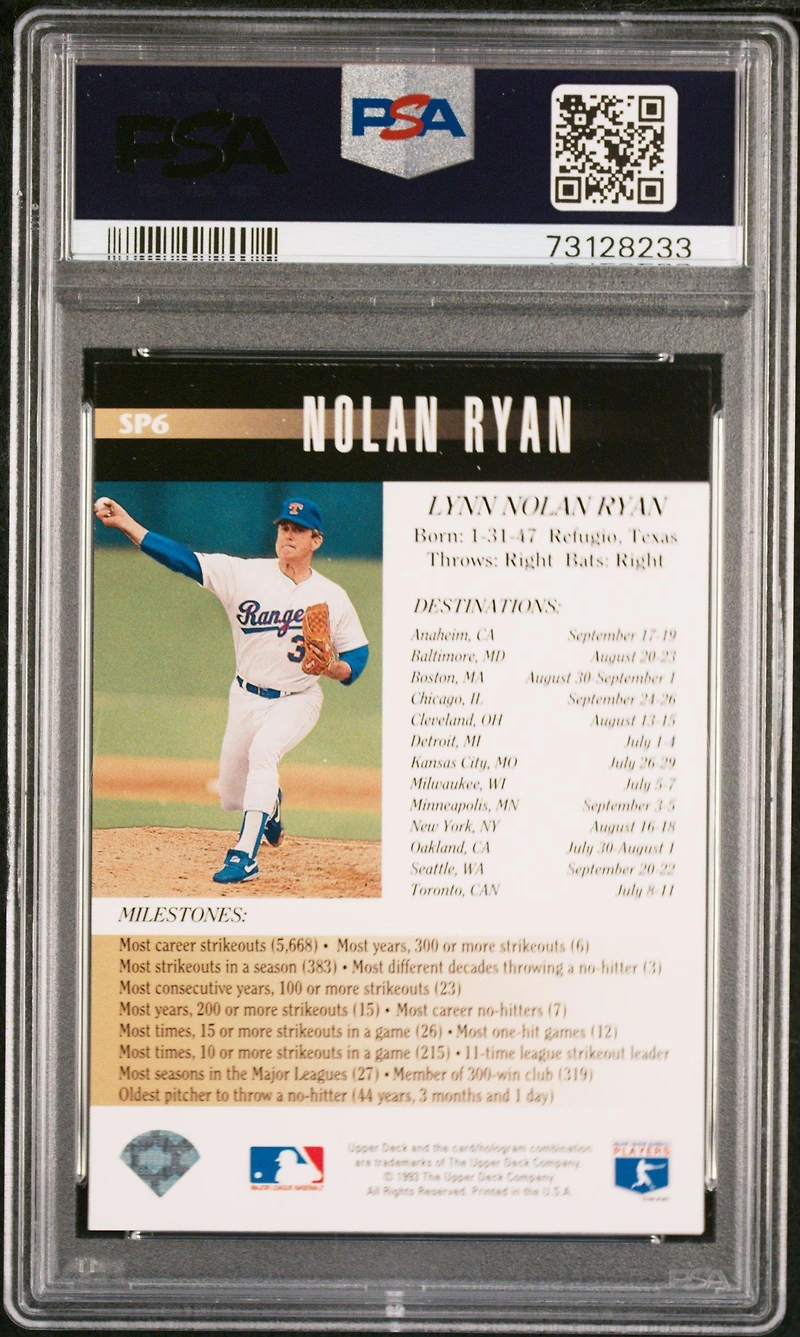 PSA
PSA
73128233
SP6
NOLAN RYAN
LYNN NOLAN RYAN
Born: 1-31-47 Refugio, Texas
Throws: Right Bats: Right
DESTINATIONS:
Anaheim, CA September 17-19
Baltimore, MD August 20-23
Boston, MA August 30-September 1
Chicago, IL September 24-26
Cleveland, OH August 13-15
Detroit, MI July 1-4
Kansas City, MO July 26-29
Milwaukee, WI July 5-7
Minneapolis, MN September 3-5
New York, NY August 16-18
Oakland, CA July 30-August 1
Seattle, WA September 20-22
Toronto, CAN July 8-11
T
Range
3
MILESTONES:
Most career strikeouts (5,668) • Most years, 300 or more strikeouts (6)
Most strikeouts in a season (383) • Most different decades throwing a no-hitter (3)
Most consecutive years, 100 or more strikeouts (23)
Most years, 200 or more strikeouts (15) • Most career no-hitters (7)
Most times, 15 or more strikeouts in a game (26) • Most one-hit games (12)
Most times, 10 or more strikeouts in a game (215) • 11-time league strikeout leader
Most seasons in the Major Leagues (27) • Member of 300-win club (319)
Oldest pitcher to throw a no-hitter (44 years, 3 months and 1 day)
MAJOR LEAGUE BASEBALL
Upper Deck and the card/hologram combination
are trademarks of The Upper Deck Company.
© 1993 The Upper Deck Company.
All Rights Reserved. Printed in the U.S.A.
PLAYERS
PSA